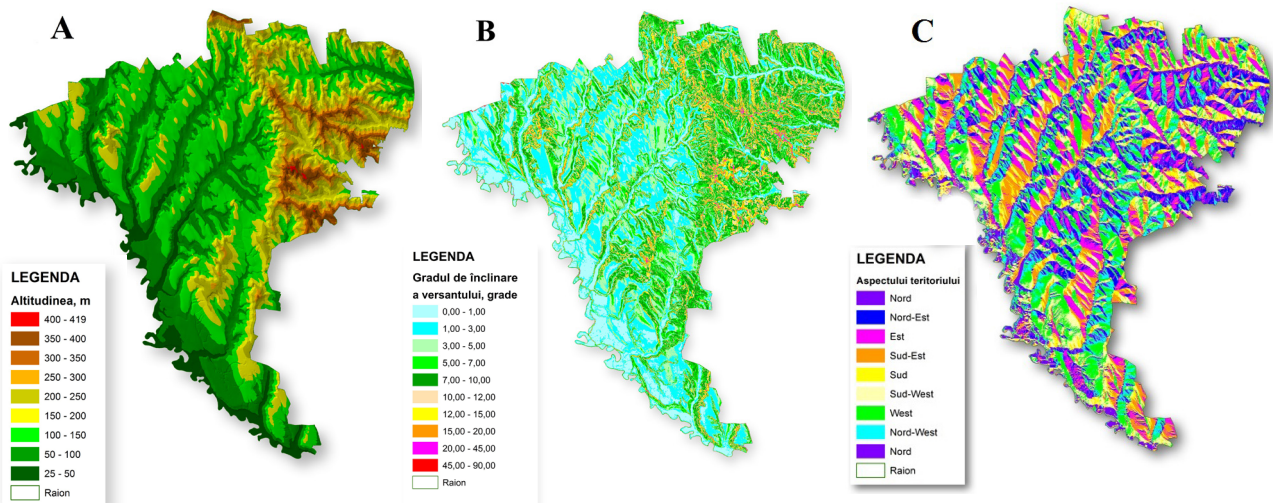 A
B
C
LEGENDA
Altitudinea, m
400 - 419
350 - 400
300 - 350
250 - 300
200 - 250
150 - 200
100 - 150
50 - 100
25 - 50
Raion
LEGENDA
Gradul de înclinare
a versantului, grade
0,00 - 1,00
1,00 - 3,00
3,00 - 5,00
5,00 - 7,00
7,00 - 10,00
10,00 - 12,00
12,00 - 15,00
15,00 - 20,00
20,00 - 45,00
45,00 - 90,00
Raion
LEGENDA
Aspectului teritoriului
Nord
Nord-Est
Est
Sud-Est
Sud
Sud-West
West
Nord-West
Nord
Raion